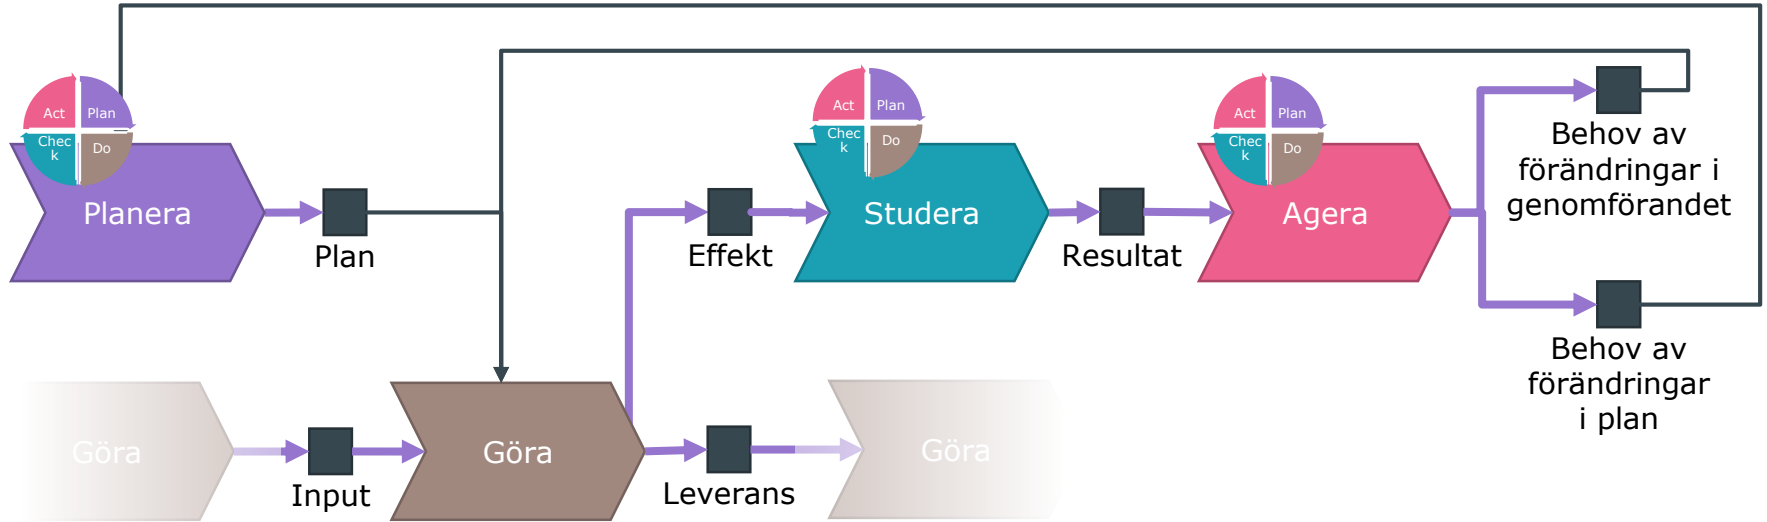 Act
Plan
Chec
k
Do
Planera
Plan
Act
Plan
Chec
k
Do
Effekt
Studera
Resultat
Act
Plan
Chec
k
Do
Agera
Behov av
förändringar i
genomförandet
Behov av
förändringar
i plan
Göra
Input
Göra
Leverans
Göra